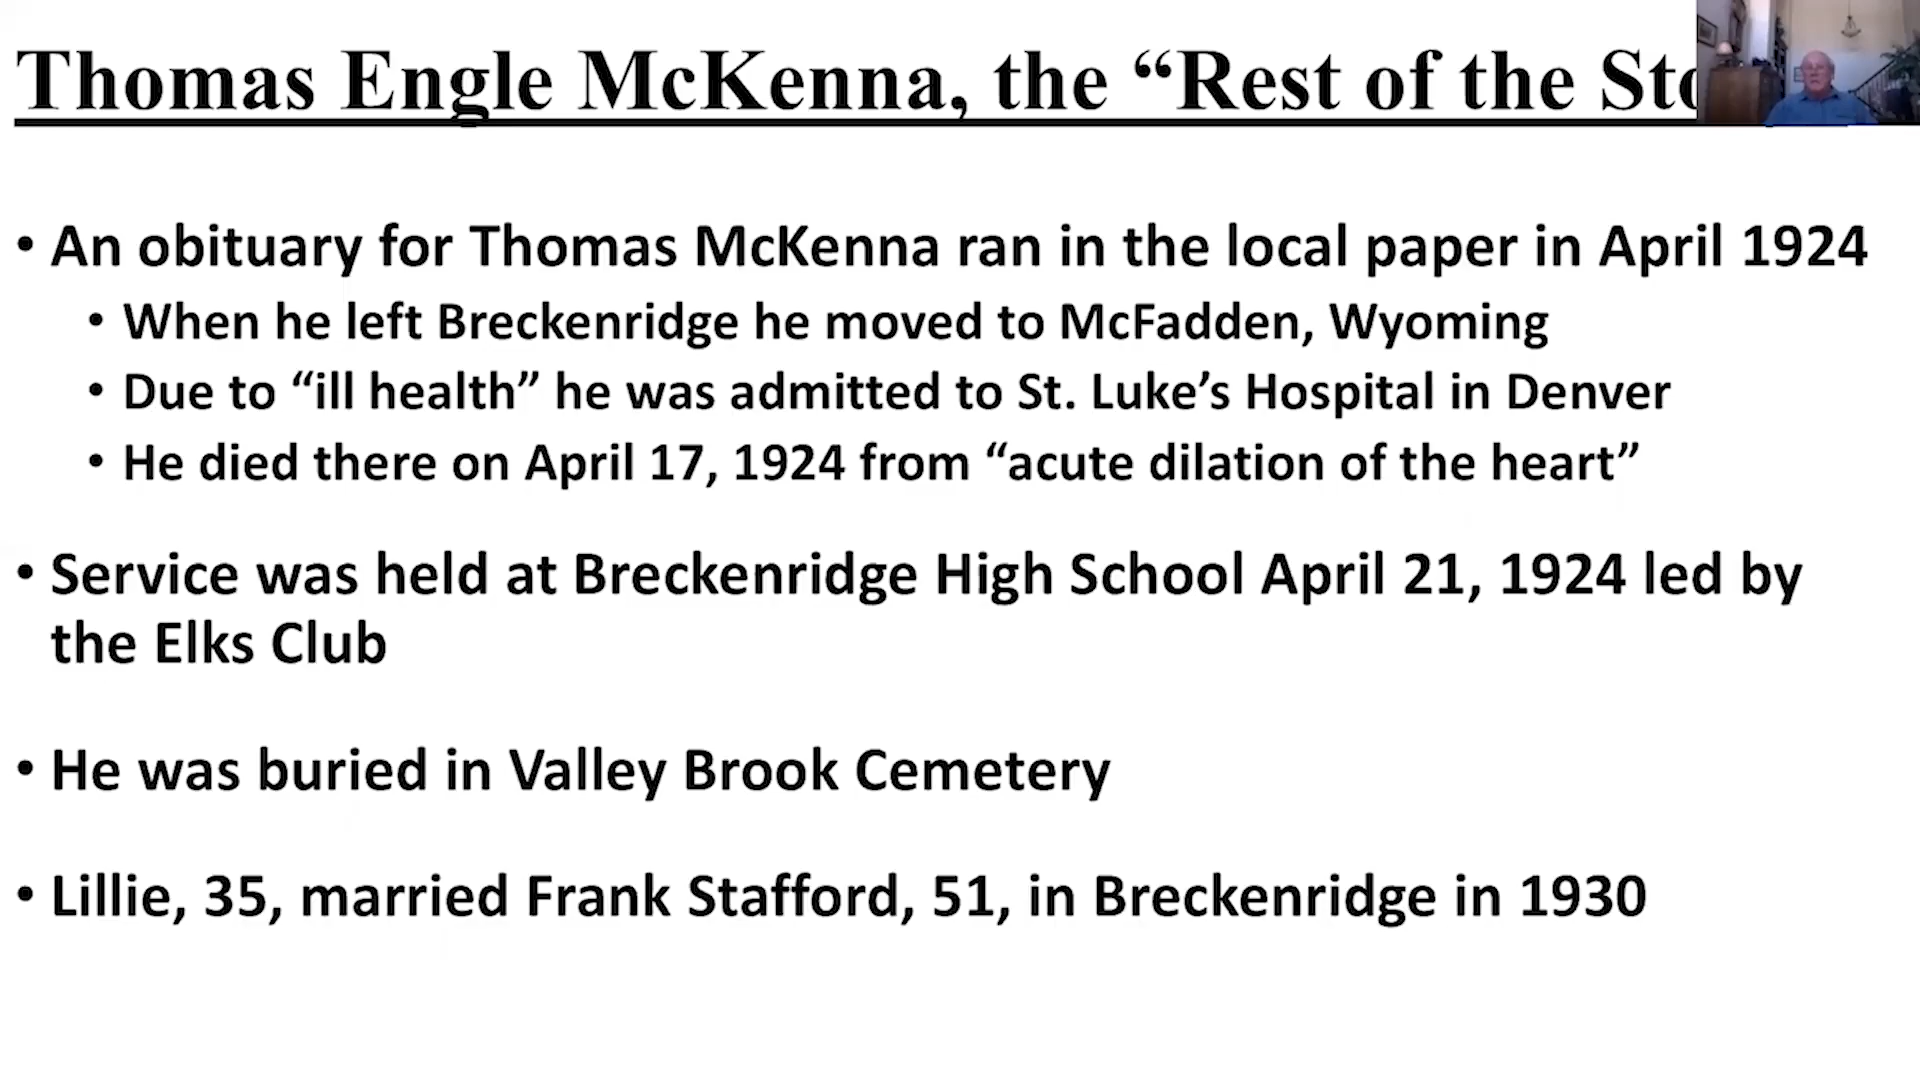 Thomas Engle McKenna, the “Rest of the Sto
• An obituary for Thomas McKenna ran in the local paper in April 1924
• When he left Breckenridge he moved to McFadden, Wyoming
• Due to “ill health” he was admitted to St. Luke’s Hospital in Denver
• He died there on April 17, 1924 from “acute dilation of the heart”
• Service was held at Breckenridge High School April 21, 1924 led by
the Elks Club
• He was buried in Valley Brook Cemetery
• Lillie, 35, married Frank Stafford, 51, in Breckenridge in 1930